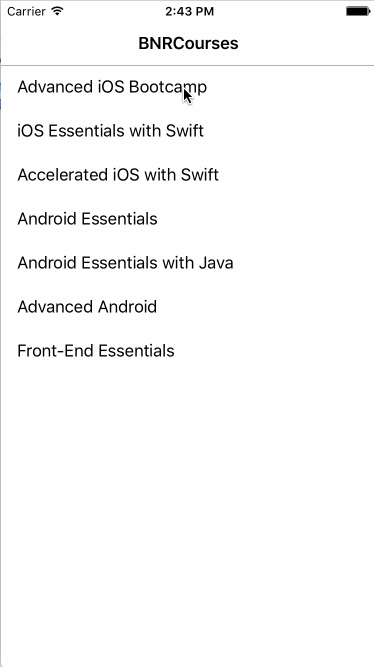 Carrier 2:43 PM
BNRCourses
Advanced iOS Bootcamp
iOS Essentials with Swift
Accelerated iOS with Swift
Android Essentials
Android Essentials with Java
Advanced Android
Front-End Essentials